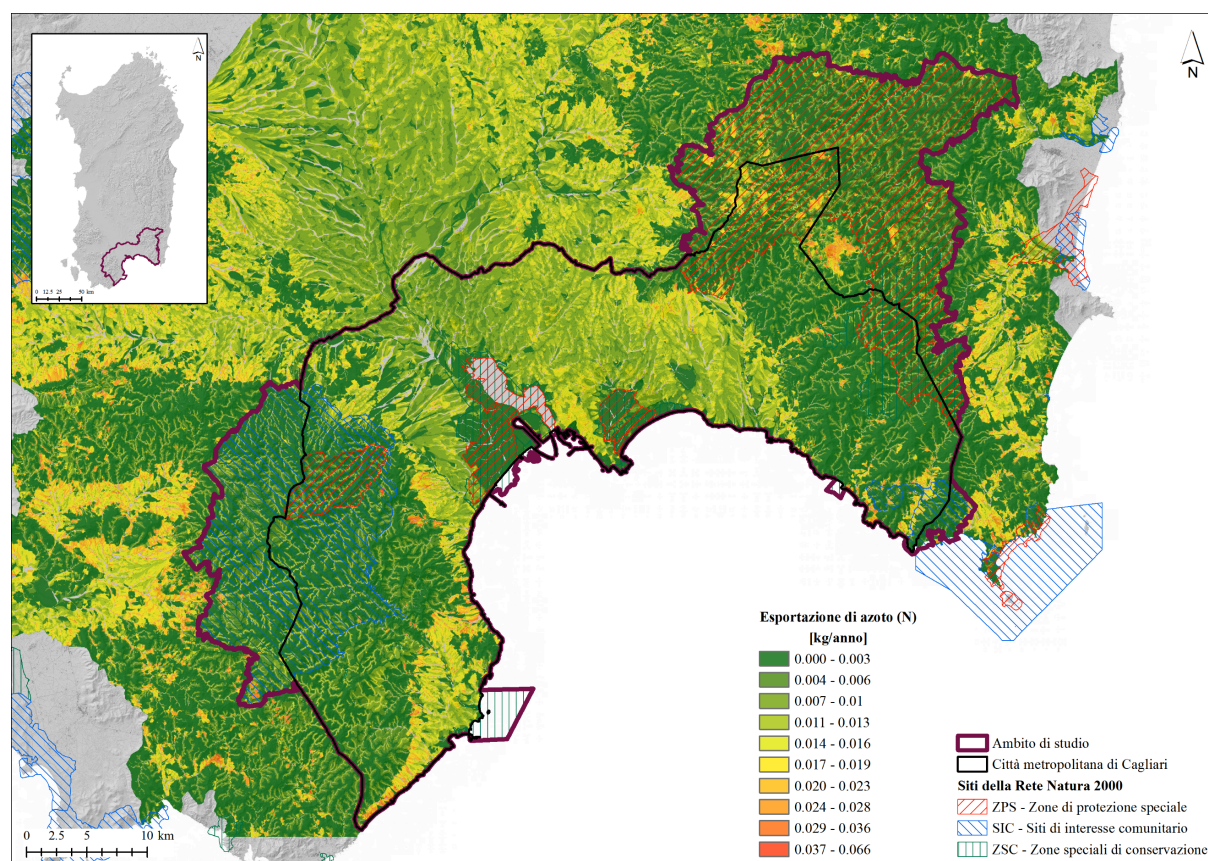 N
0 12.5 25 50 km
N
Esportazione di azoto (N)
[kg/anno]
0.000 - 0.003
0.004 - 0.006
0.007 - 0.01
0.011 - 0.013
0.014 - 0.016
0.017 - 0.019
0.020 - 0.023
0.024 - 0.028
0.029 - 0.036
0.037 - 0.066
Ambito di studio
Città metropolitana di Cagliari
Siti della Rete Natura 2000
ZPS - Zone di protezione speciale
SIC - Siti di interesse comunitario
ZSC - Zone speciali di conservazione
0 2.5 5 10 km